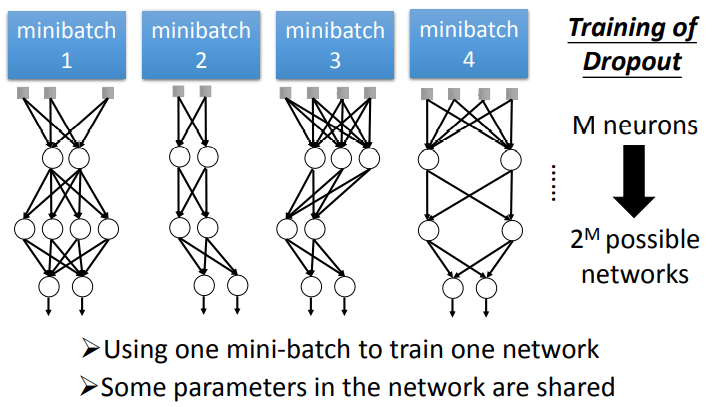 minibatch
1
minibatch
2
minibatch
3
minibatch
4
Training of
Dropout
M neurons
......
2ᴹ possible
networks
➢Using one mini-batch to train one network
➢Some parameters in the network are shared